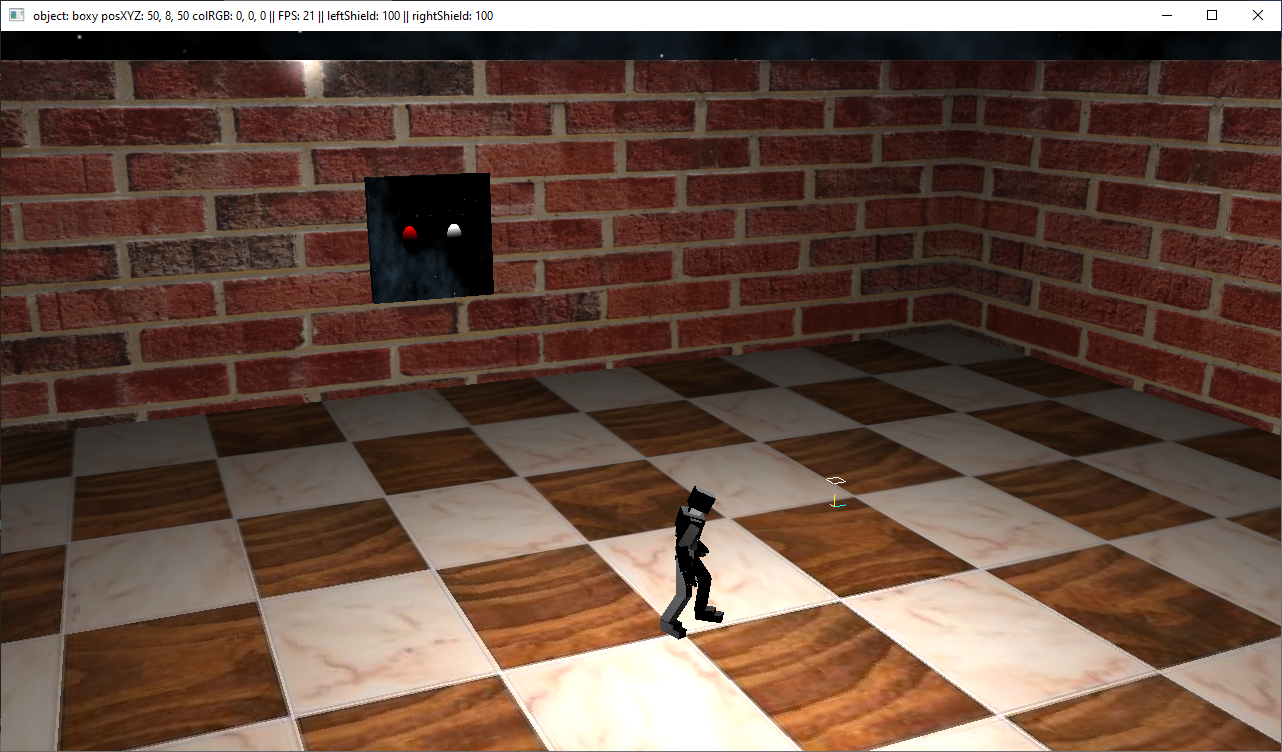 object: boxy posXYZ: 50, 8, 50 colRGB: 0, 0, 0 || FPS: 21 || leftShield: 100 || rightShield: 100